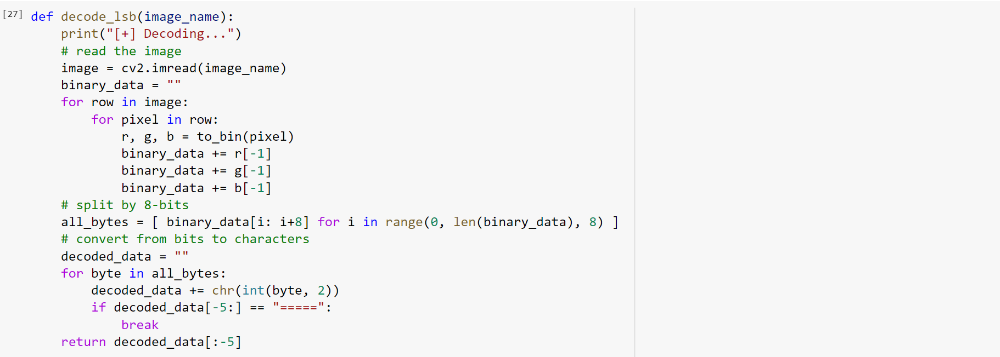 [27] def decode_lsb(image_name):
    print("[+] Decoding...")
    # read the image
    image = cv2.imread(image_name)
    binary_data = ""
    for row in image:
        for pixel in row:
            r, g, b = to_bin(pixel)
            binary_data += r[-1]
            binary_data += g[-1]
            binary_data += b[-1]
    # split by 8-bits
    all_bytes = [ binary_data[i: i+8] for i in range(0, len(binary_data), 8) ]
    # convert from bits to characters
    decoded_data = ""
    for byte in all_bytes:
        decoded_data += chr(int(byte, 2))
        if decoded_data[-5:] == "=====":
            break
    return decoded_data[:-5]